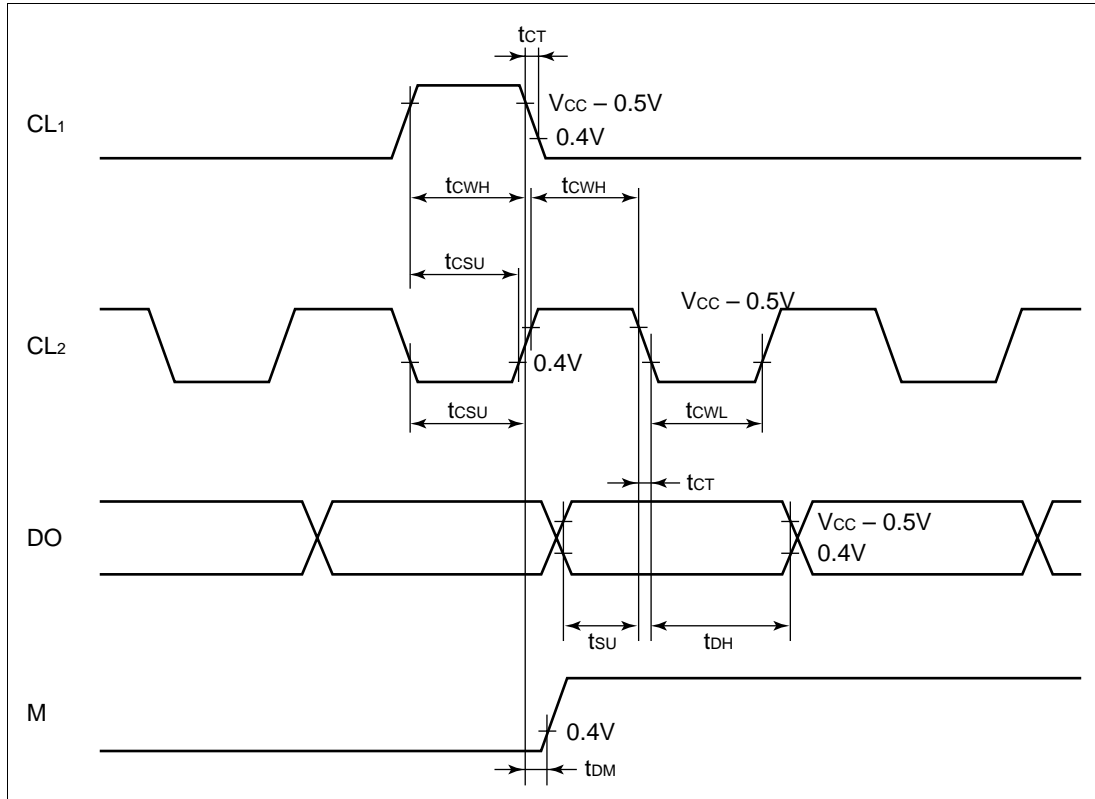 tCT
VCC – 0.5V
CL1
0.4V
tCWH tCWH
tCSU
VCC – 0.5V
CL2
0.4V
tCSU tCWL
tCT
VCC – 0.5V
DO
0.4V
tSU tDH
M
0.4V
tDM